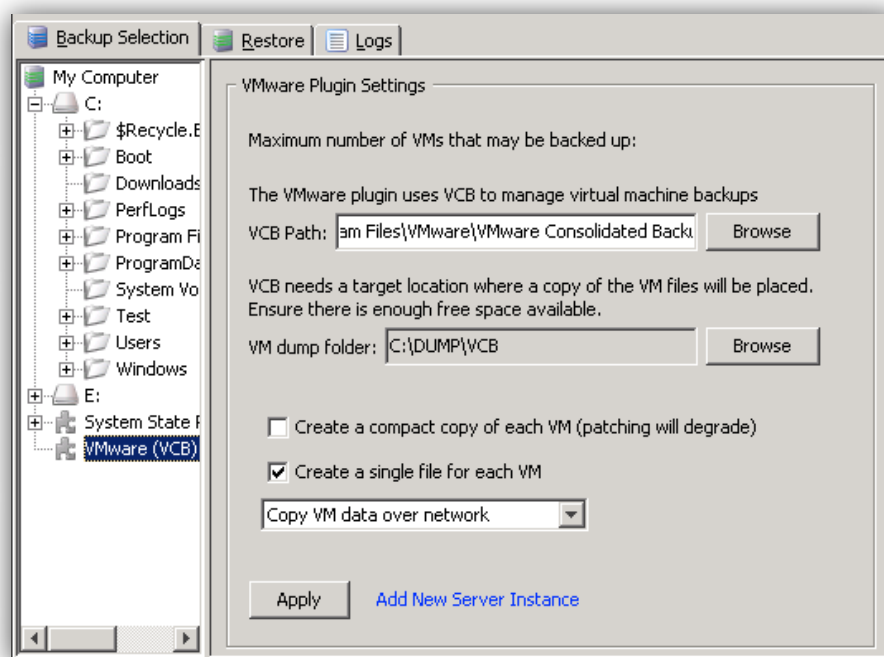 Backup Selection
Restore
Logs
My Computer
C:
$Recycle.B
Boot
Downloads
PerfLogs
Program Fi
ProgramDa
System Vo
Test
Users
Windows
E:
System State P
VMware (VCB)
VMware Plugin Settings
Maximum number of VMs that may be backed up:
The VMware plugin uses VCB to manage virtual machine backups
VCB Path: am Files\VMware\VMware Consolidated Backu Browse
VCB needs a target location where a copy of the VM files will be placed.
Ensure there is enough free space available.
VM dump folder: C:\DUMP\VCB Browse
Create a compact copy of each VM (patching will degrade)
Create a single file for each VM
Copy VM data over network
Apply Add New Server Instance